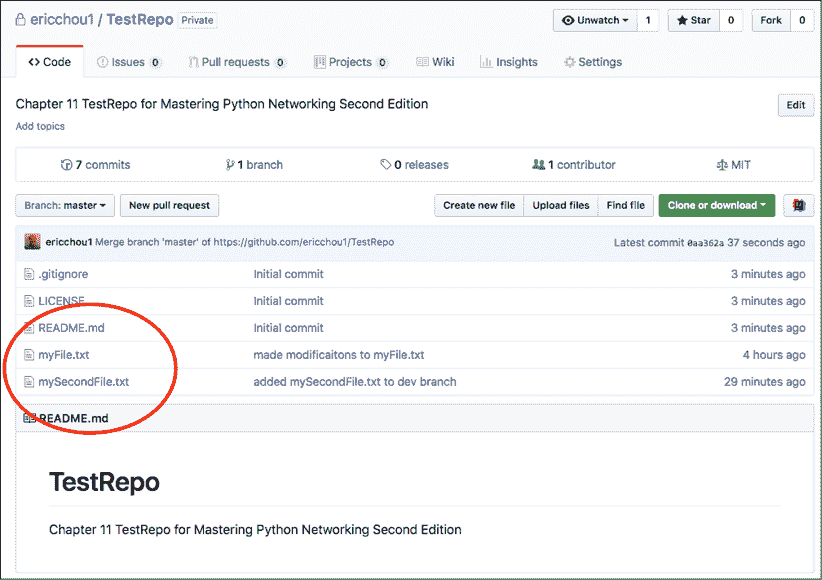 ericchou1 / TestRepo Private Unwatch 1 Star 0 Fork 0
<> Code Issues 0 Pull requests 0 Projects 0 Wiki Insights Settings
Chapter 11 TestRepo for Mastering Python Networking Second Edition Edit
Add topics
7 commits 1 branch 0 releases 1 contributor MIT
Branch: master New pull request Create new file Upload files Find file Clone or download
ericchou1 Merge branch 'master' of https://github.com/ericchou1/TestRepo Latest commit 0aa362a 37 seconds ago
.gitignore Initial commit 3 minutes ago
LICENSE Initial commit 3 minutes ago
README.md Initial commit 3 minutes ago
myFile.txt made modificaitons to myFile.txt 4 hours ago
mySecondFile.txt added mySecondFile.txt to dev branch 29 minutes ago
README.md
TestRepo
Chapter 11 TestRepo for Mastering Python Networking Second Edition